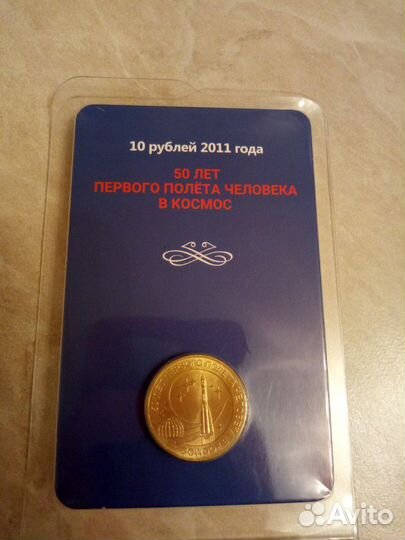 10 рублей 2011 года
50 ЛЕТ
ПЕРВОГО ПОЛЁТА ЧЕЛОВЕКА
В КОСМОС
Avito